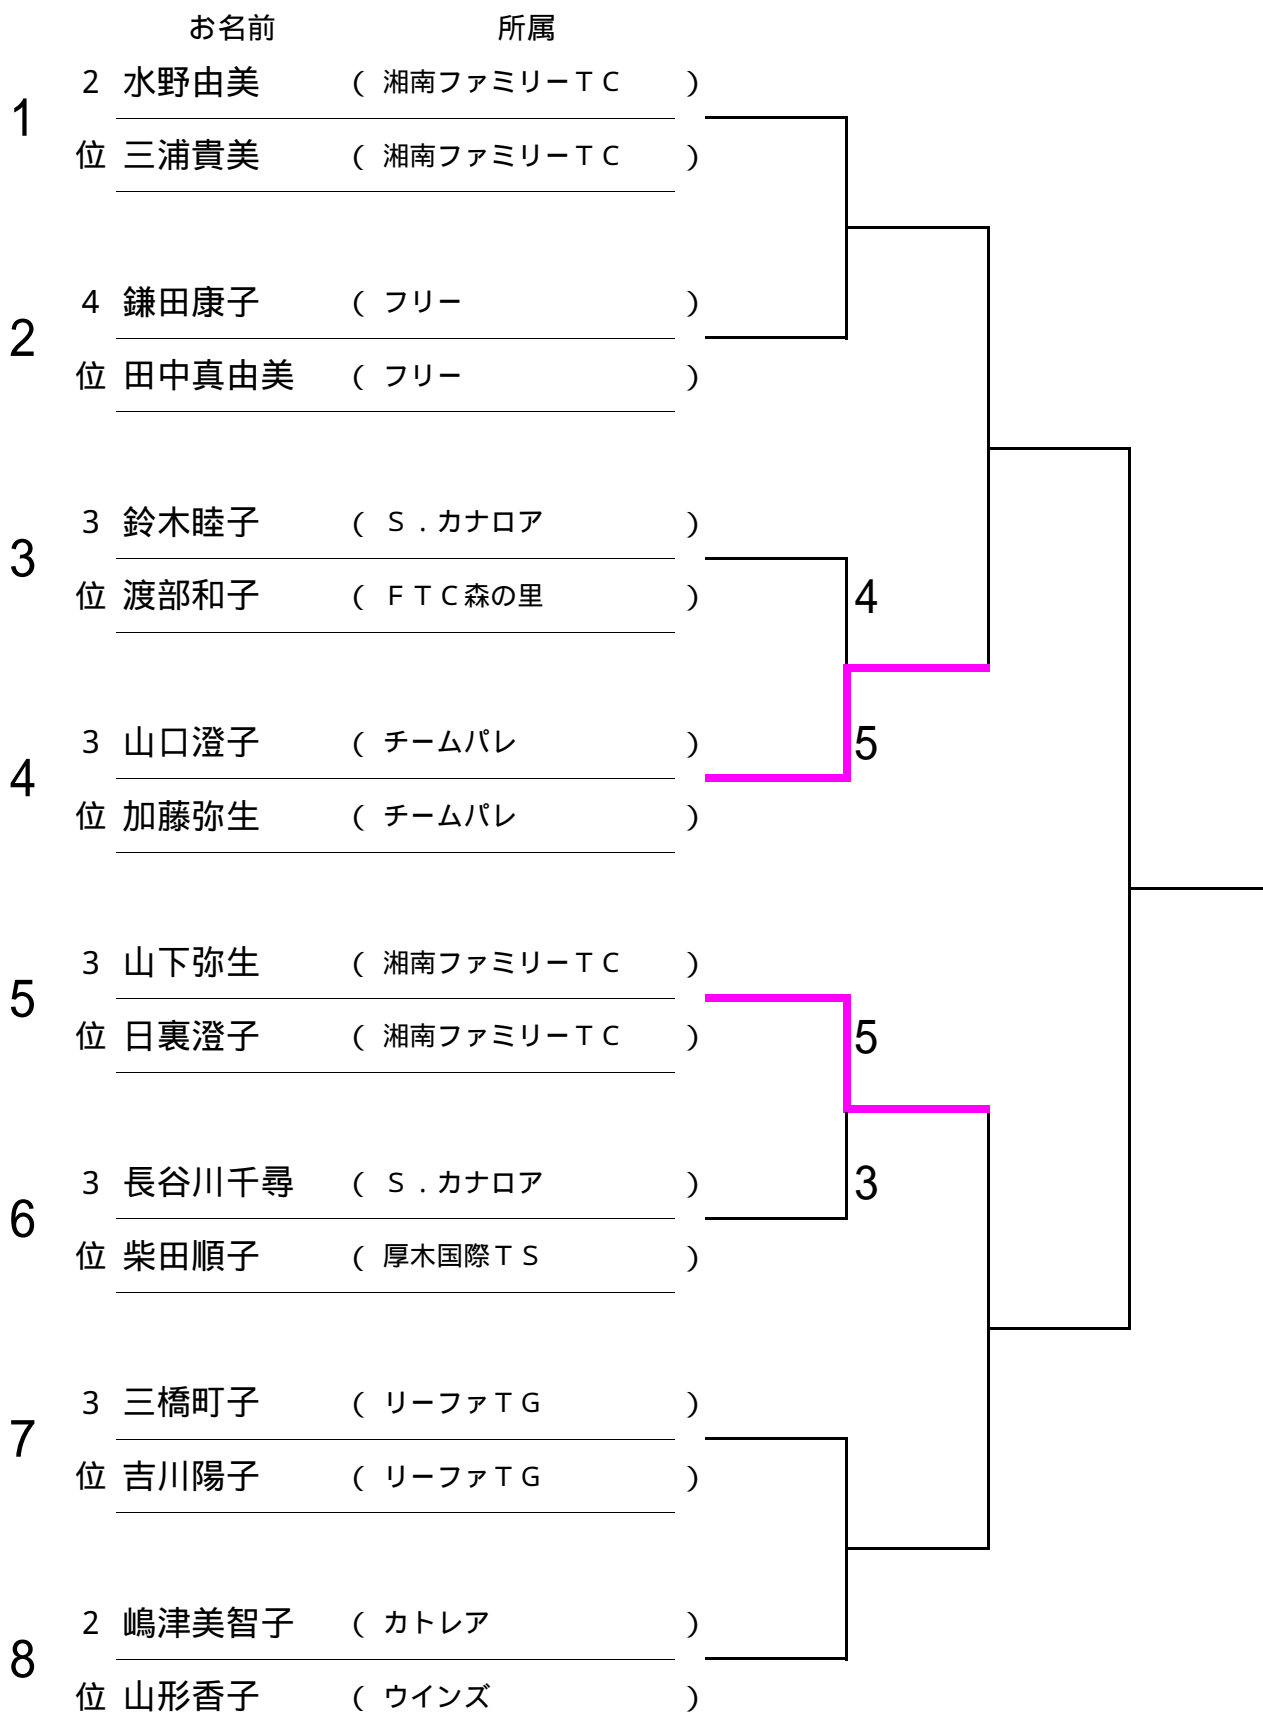 お名前 所属
1 2 水野由美 ( 湘南ファミリーＴＣ )
位 三浦貴美 ( 湘南ファミリーＴＣ )
2 4 鎌田康子 ( フリー )
位 田中真由美 ( フリー )
3 3 鈴木睦子 ( Ｓ．カナロア )
位 渡部和子 ( ＦＴＣ森の里 ) 4
4 3 山口澄子 ( チームパレ ) 5
位 加藤弥生 ( チームパレ )
5 3 山下弥生 ( 湘南ファミリーＴＣ )
位 日裏澄子 ( 湘南ファミリーＴＣ ) 5
6 3 長谷川千尋 ( Ｓ．カナロア ) 3
位 柴田順子 ( 厚木国際ＴＳ )
7 3 三橋町子 ( リーファＴＧ )
位 吉川陽子 ( リーファＴＧ )
8 2 嶋津美智子 ( カトレア )
位 山形香子 ( ウインズ )